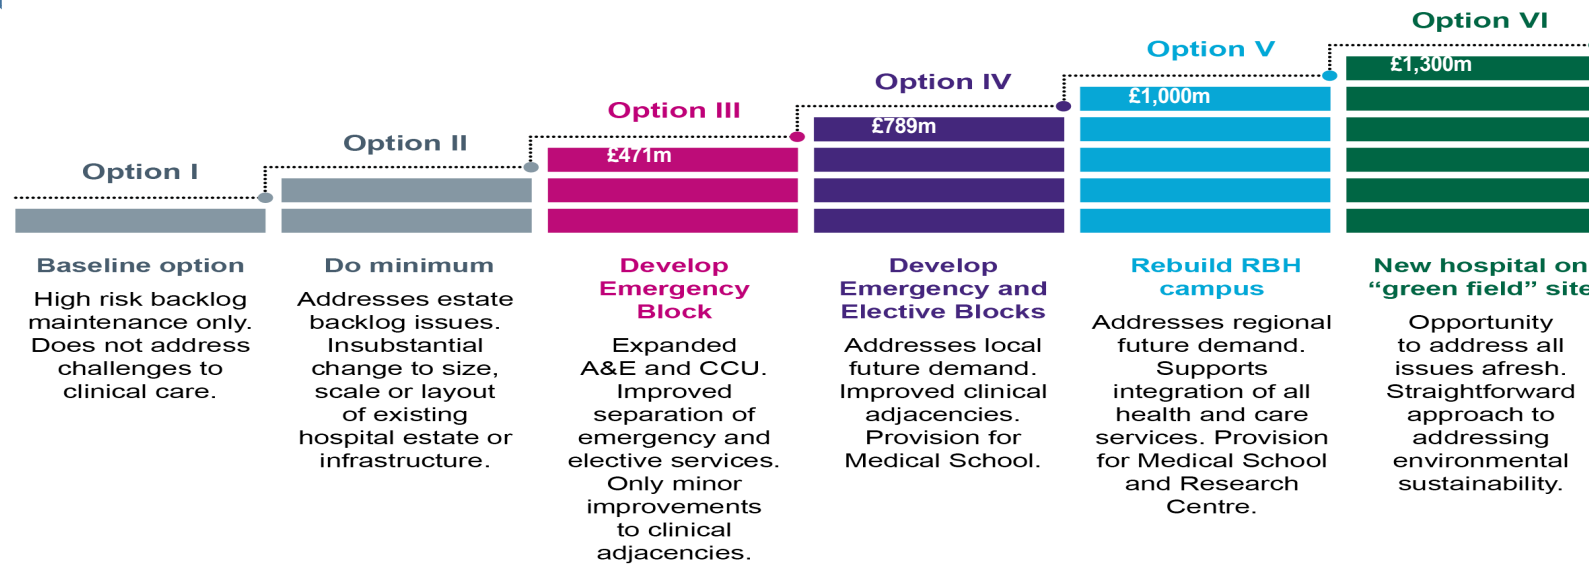 Option I
Baseline option
High risk backlog
maintenance only.
Does not address
challenges to
clinical care.
Option II
Do minimum
Addresses estate
backlog issues.
Insubstantial
change to size,
scale or layout
of existing
hospital estate or
infrastructure.
Option III
£471m
Develop
Emergency
Block
Expanded
A&E and CCU.
Improved
separation of
emergency and
elective services.
Only minor
improvements
to clinical
adjacencies.
Option IV
£789m
Develop
Emergency and
Elective Blocks
Addresses local
future demand.
Improved clinical
adjacencies.
Provision for
Medical School.
Option V
£1,000m
Rebuild RBH
campus
Addresses regional
future demand.
Supports
integration of all
health and care
services. Provision
for Medical School
and Research
Centre.
Option VI
£1,300m
New hospital on
“green field” site
Opportunity
to address all
issues afresh.
Straightforward
approach to
addressing
environmental
sustainability.